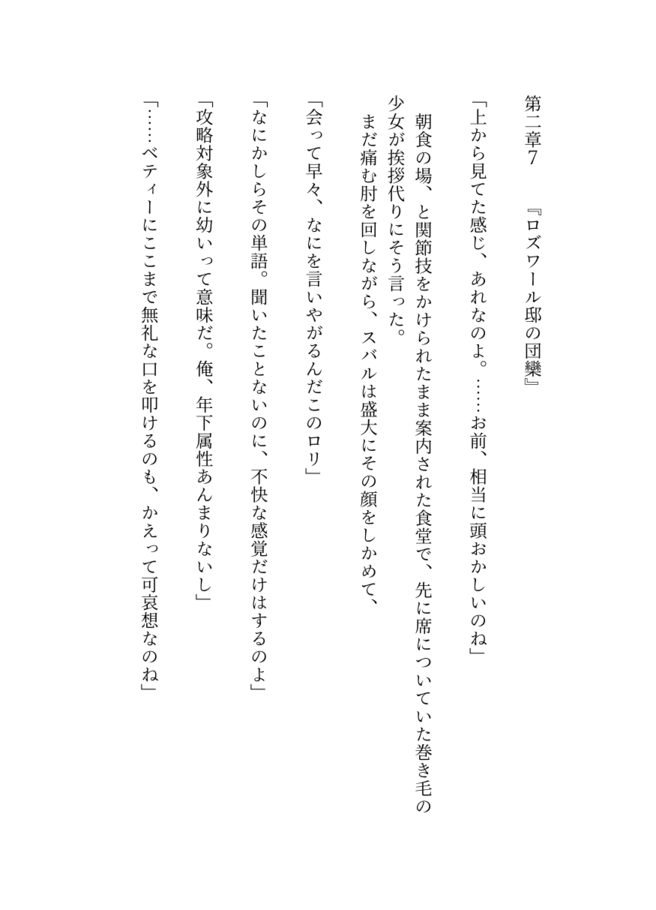 第二章７　　『ロズワール邸の団欒』
「上から見てた感じ、あれなのよ。……お前、相当に頭おかしいのね」
　朝食の場、と関節技をかけられたまま案内された食堂で、先に席についていた巻き毛の
少女が挨拶代りにそう言った。
　まだ痛む肘を回しながら、スバルは盛大にその顔をしかめて、
「会って早々、なにを言いやがるんだこのロリ」
「なにかしらその単語。聞いたことないのに、不快な感覚だけはするのよ」
「攻略対象外に幼いって意味だ。俺、年下属性あんまりないし」
「……ベティーにここまで無礼な口を叩けるのも、かえって可哀想なのね」